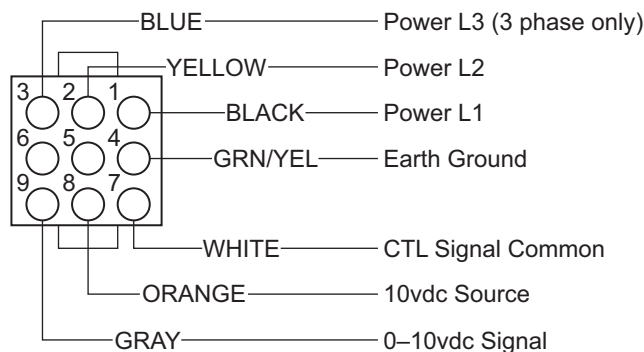 BLUE Power L3 (3 phase only)
YELLOW Power L2
3 2 1
BLACK Power L1
6 5 4
GRN/YEL Earth Ground
9 8 7
WHITE CTL Signal Common
ORANGE 10vdc Source
GRAY 0–10vdc Signal